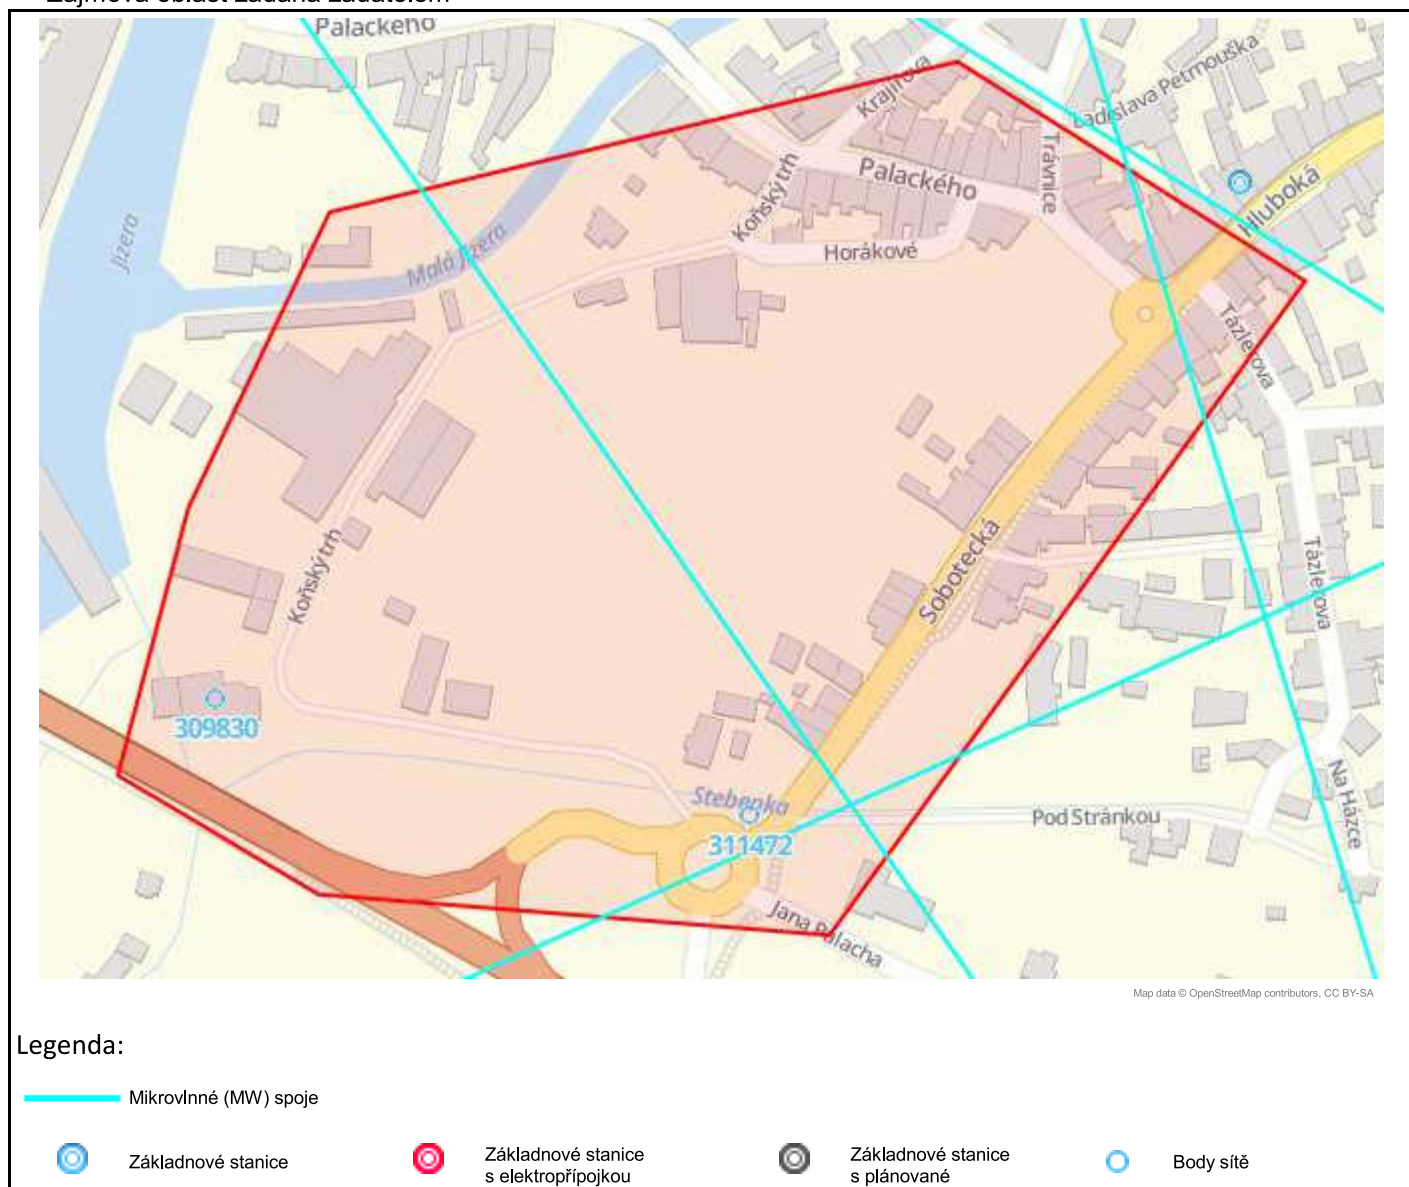 Palackého
Krajířova
Ladislava Petrnouška
Trávnice
Palackého
Koňský trh
Hluboká
Jizera
Malá Jizera
Horákové
Tázlerova
Koňský trh
Sobotecká
Tázlerova
309830
Stebenka
311472
Pod Stránkou
Na Házce
Jana Palacha
Map data © OpenStreetMap contributors, CC BY-SA
Legenda:
Mikrovlnné (MW) spoje
Základnové stanice
Základnové stanice
s elektropřípojkou
Základnové stanice
s plánované
Body sítě